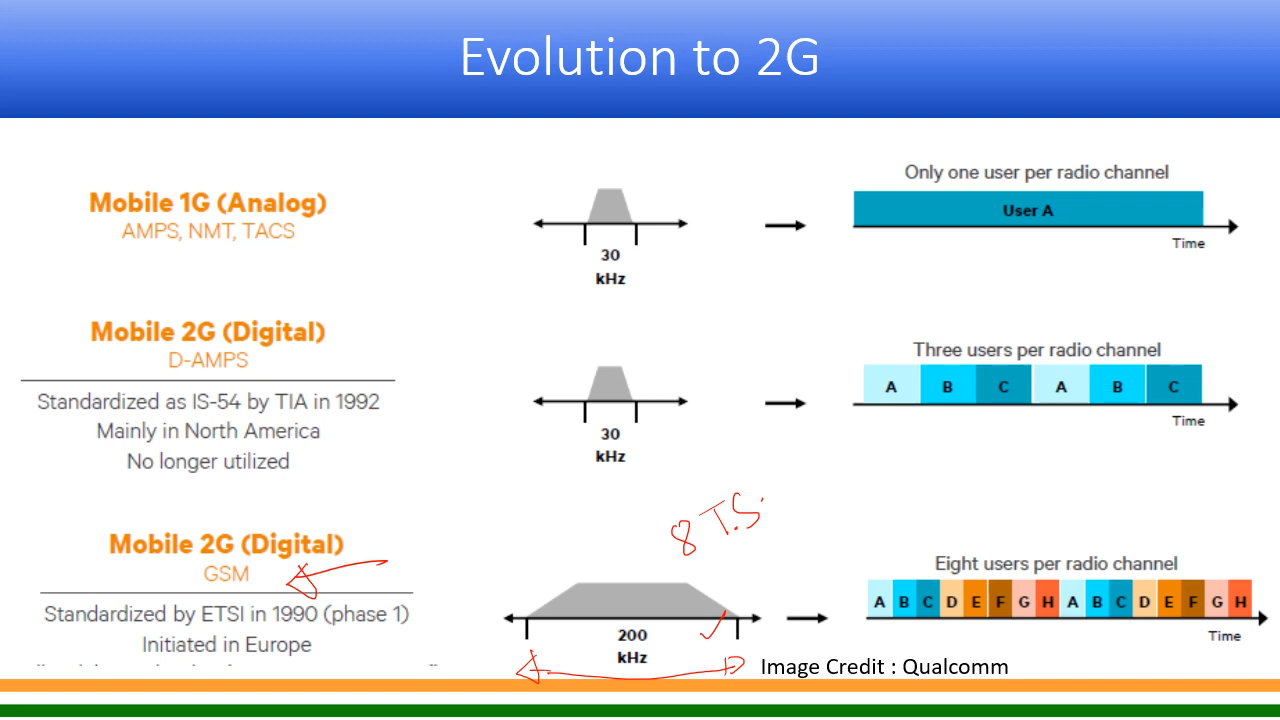 Evolution to 2G
Mobile 1G (Analog)
AMPS, NMT, TACS
30
kHz
Only one user per radio channel
User A
Time
Mobile 2G (Digital)
D-AMPS
Standardized as IS-54 by TIA in 1992
Mainly in North America
No longer utilized
30
kHz
Three users per radio channel
A B C A B C
Time
Mobile 2G (Digital)
GSM
Standardized by ETSI in 1990 (phase 1)
Initiated in Europe
8 T.S.
200
kHz
Eight users per radio channel
A B C D E F G H A B C D E F G H
Time
Image Credit : Qualcomm